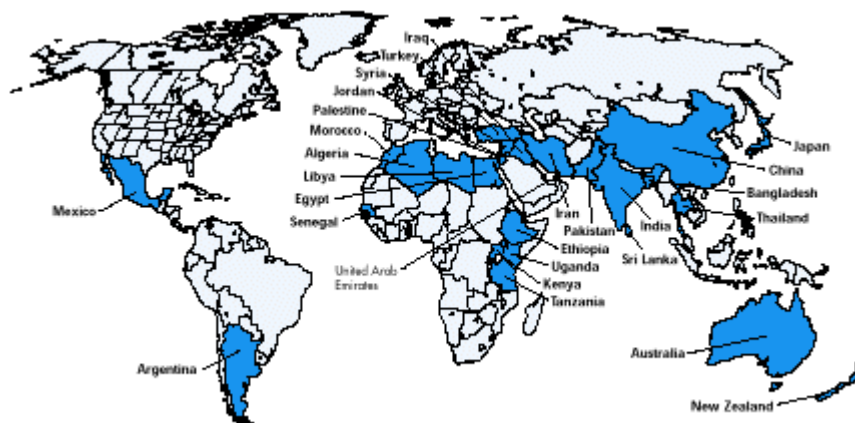 Iraq
Turkey
Syria
Jordan
Palestine
Morocco
Algeria
Libya
Egypt
Senegal
United Arab
Emirates
Mexico
Argentina
Iran
Pakistan
India
Sri Lanka
Ethiopia
Uganda
Kenya
Tanzania
Japan
China
Bangladesh
Thailand
Australia
New Zealand